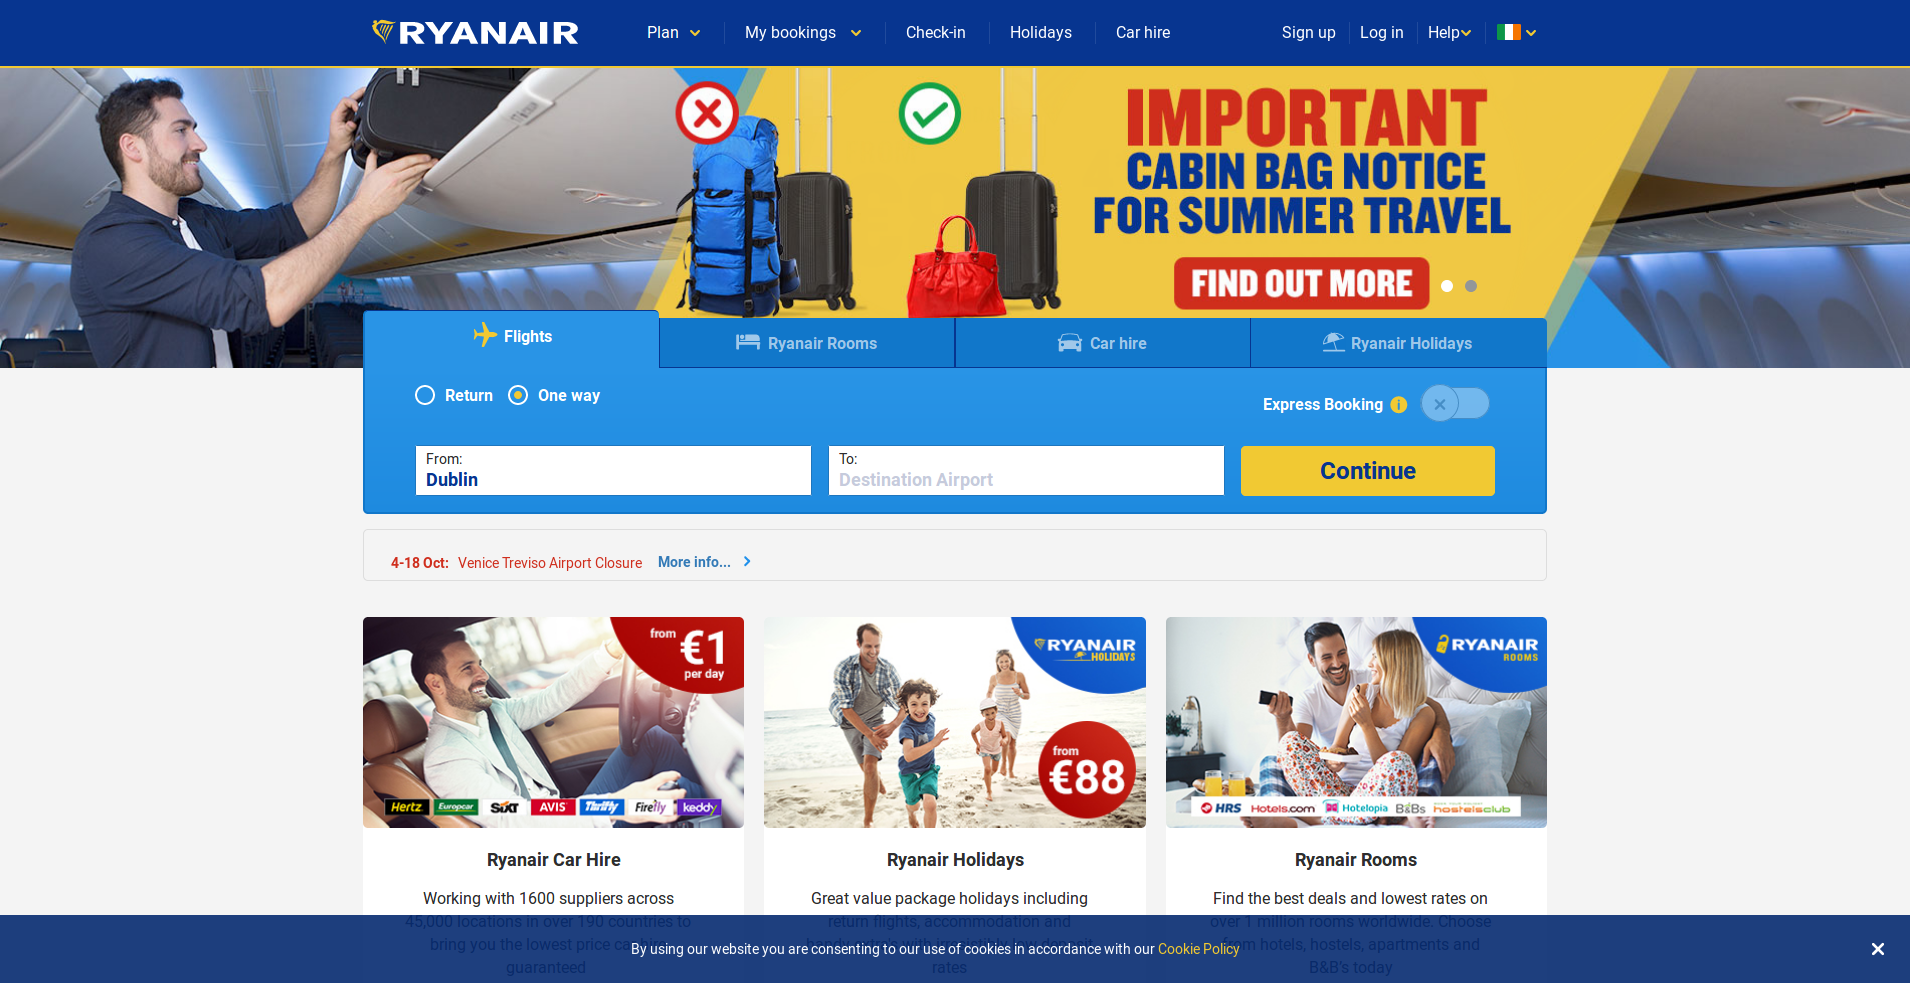 RYANAIR
Plan
My bookings
Check-in
Holidays
Car hire
Sign up
Log in
Help
IMPORTANT
CABIN BAG NOTICE
FOR SUMMER TRAVEL
FIND OUT MORE
Flights
Ryanair Rooms
Car hire
Ryanair Holidays
Return
One way
Express Booking
From:
Dublin
To:
Destination Airport
Continue
4-18 Oct: Venice Treviso Airport Closure More info...
from
€1
per day
Hertz Europcar SIXT AVIS Thrifty Firefly keddy
RYANAIR
HOLIDAYS
from
€88
RYANAIR
ROOMS
HRS Hotels.com Hotelopia B&Bs hostelsclub
Ryanair Car Hire
Working with 1600 suppliers across
45,000 locations in over 190 countries to
bring you the lowest price car hire
guaranteed
Ryanair Holidays
Great value package holidays including
return flights, accommodation and
rates
Ryanair Rooms
Find the best deals and lowest rates on
over 1 million rooms worldwide. Choose
from hotels, hostels, apartments and
B&B's today
By using our website you are consenting to our use of cookies in accordance with our Cookie Policy